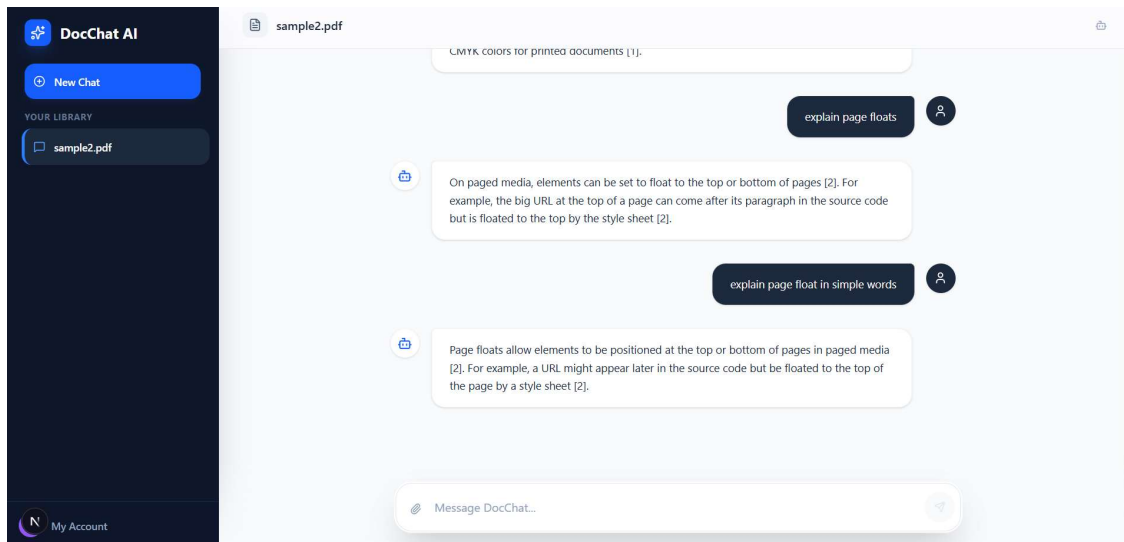 DocChat AI
New Chat
YOUR LIBRARY
sample2.pdf
N
My Account
sample2.pdf
CMYK colors for printed documents [1].
explain page floats
On paged media, elements can be set to float to the top or bottom of pages [2]. For
example, the big URL at the top of a page can come after its paragraph in the source code
but is floated to the top by the style sheet [2].
explain page float in simple words
Page floats allow elements to be positioned at the top or bottom of pages in paged media
[2]. For example, a URL might appear later in the source code but be floated to the top of
the page by a style sheet [2].
Message DocChat...